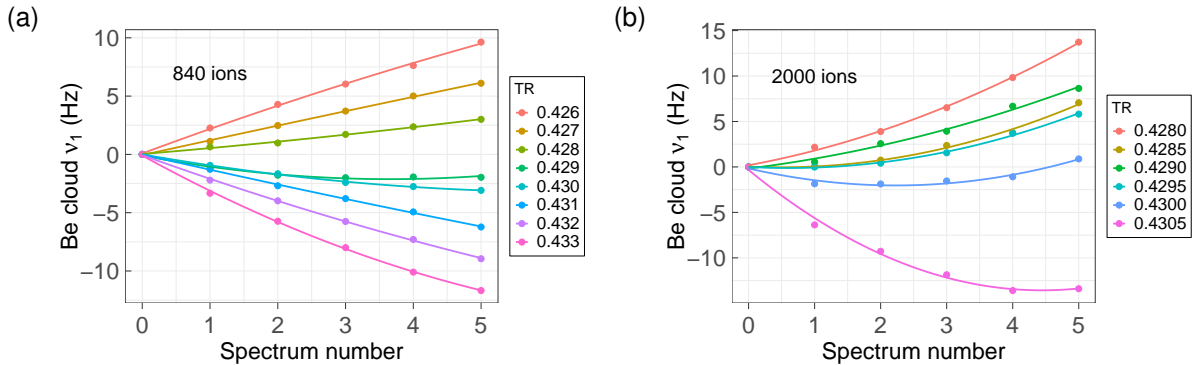 (a)
Be cloud ν₁ (Hz)
10
5
0
−5
−10
840 ions
0 1 2 3 4 5
Spectrum number
TR
0.426
0.427
0.428
0.429
0.430
0.431
0.432
0.433
(b)
Be cloud ν₁ (Hz)
15
10
5
0
−5
−10
2000 ions
0 1 2 3 4 5
Spectrum number
TR
0.4280
0.4285
0.4290
0.4295
0.4300
0.4305